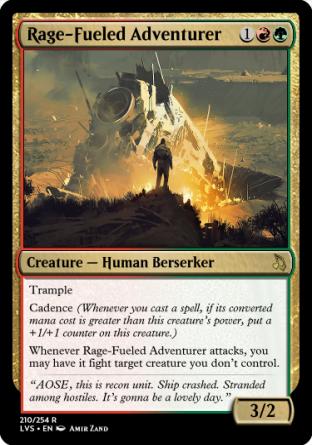 Rage-Fueled Adventurer 1
Creature — Human Berserker
Trample
Cadence (Whenever you cast a spell, if its converted
mana cost is greater than this creature's power, put a
+1/+1 counter on this creature.)
Whenever Rage-Fueled Adventurer attacks, you
may have it fight target creature you don't control.
"AOSE, this is recon unit. Ship crashed. Stranded
among hostiles. It's gonna be a lovely day."
3/2
210/254 R
LVS • EN Amir Zand